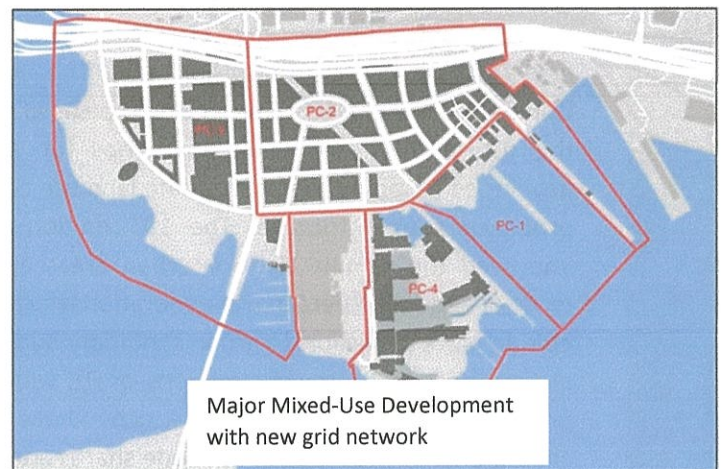 PC-2
PC-1
PC-4
Major Mixed-Use Development
with new grid network